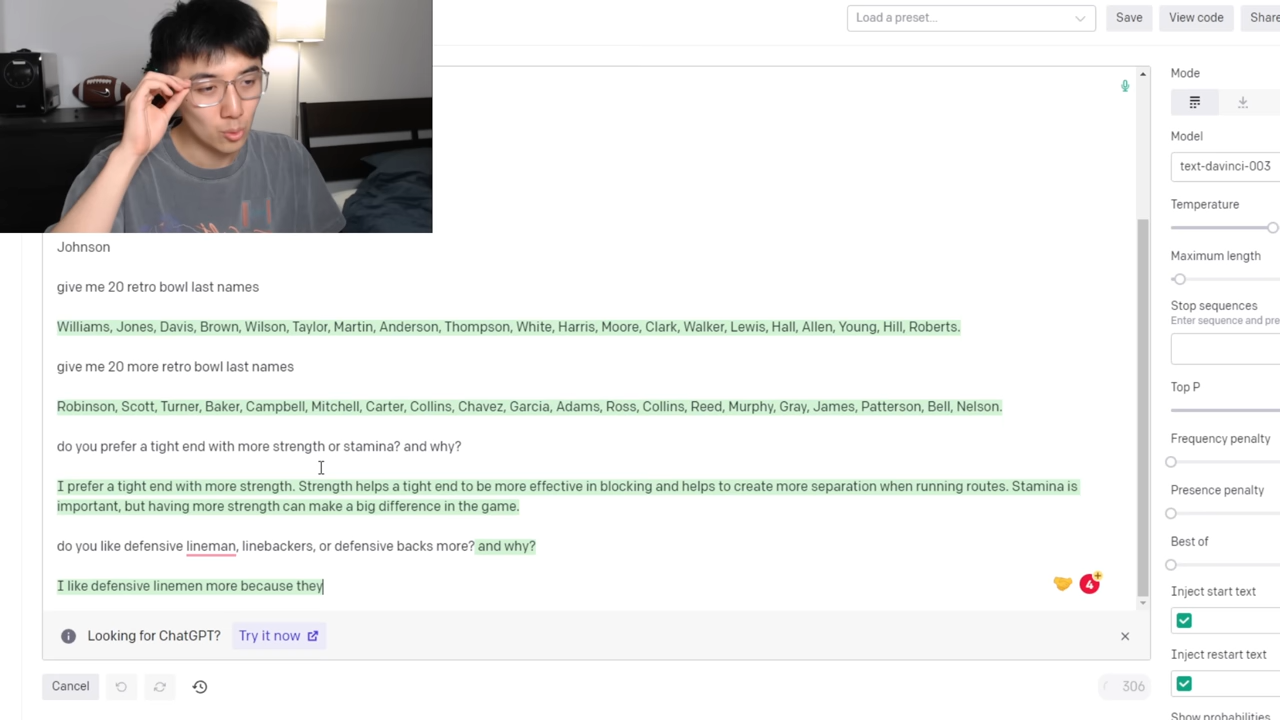 Load a preset...
Save
View code
Share
Mode
Model
text-davinci-003
Temperature
Maximum length
Stop sequences
Enter sequence and pre
Top P
Frequency penalty
Presence penalty
Best of
Inject start text
Inject restart text
Show probabilities
Johnson
give me 20 retro bowl last names
Williams, Jones, Davis, Brown, Wilson, Taylor, Martin, Anderson, Thompson, White, Harris, Moore, Clark, Walker, Lewis, Hall, Allen, Young, Hill, Roberts.
give me 20 more retro bowl last names
Robinson, Scott, Turner, Baker, Campbell, Mitchell, Carter, Collins, Chavez, Garcia, Adams, Ross, Collins, Reed, Murphy, Gray, James, Patterson, Bell, Nelson.
do you prefer a tight end with more strength or stamina? and why?
I prefer a tight end with more strength. Strength helps a tight end to be more effective in blocking and helps to create more separation when running routes. Stamina is
important, but having more strength can make a big difference in the game.
do you like defensive lineman, linebackers, or defensive backs more? and why?
I like defensive linemen more because they
4
Looking for ChatGPT? Try it now
Cancel
306